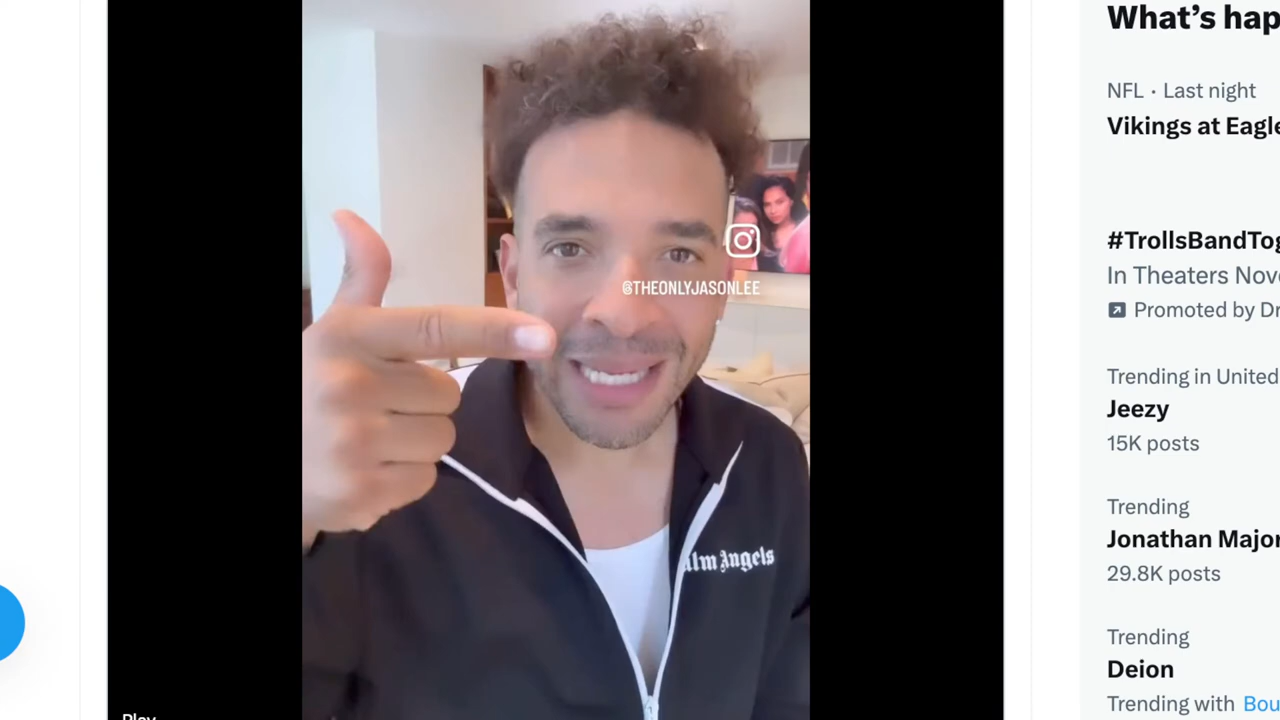 @THEONLYJASONLEE
alm Angels
What's hap
NFL · Last night
Vikings at Eagle
#TrollsBandTog
In Theaters Nove
Promoted by Dr
Trending in United
Jeezy
15K posts
Trending
Jonathan Major
29.8K posts
Trending
Deion
Trending with Bou
Play